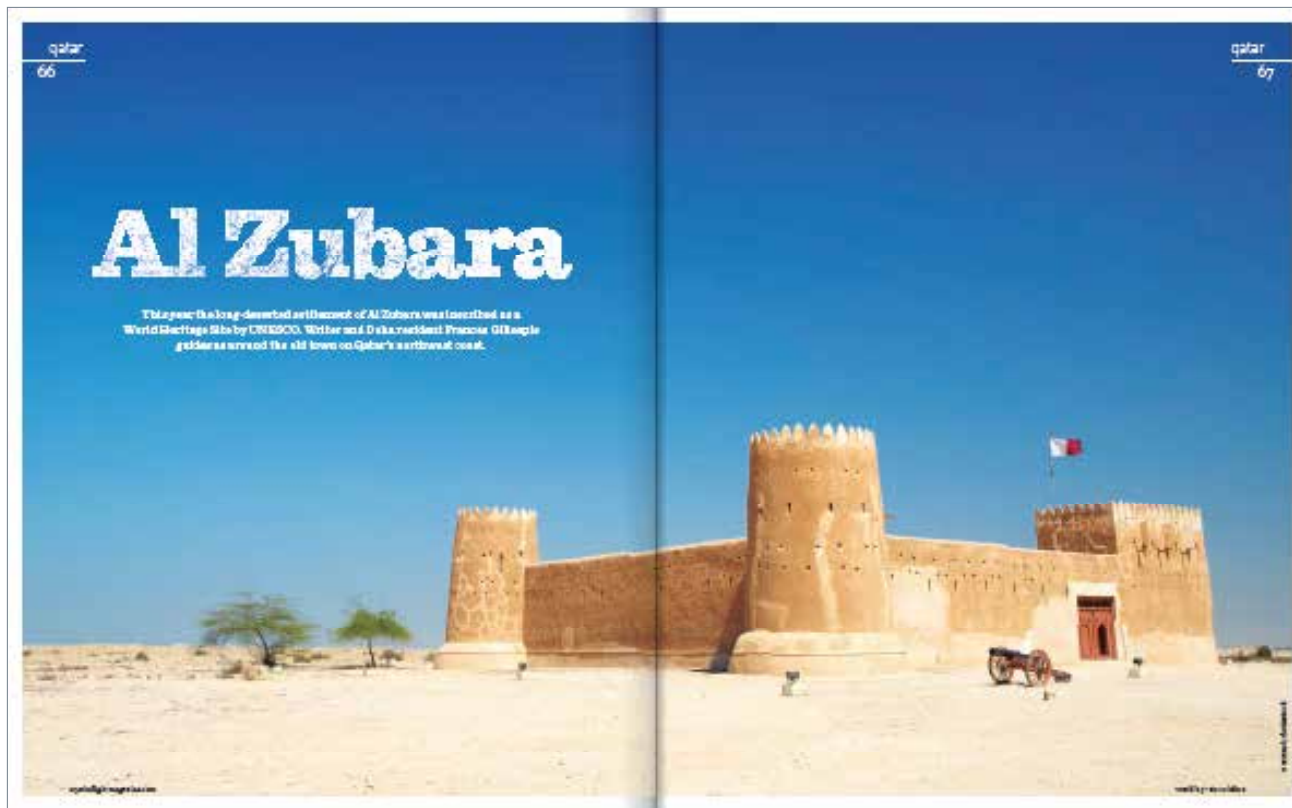 qatar
66
qatar
67
Al Zubara
This year the long-deserted settlement of Al Zubara was inscribed as a
World Heritage Site by UNESCO. Writer and Doha resident Frances Gillespie
guides us around the old town on Qatar's northwest coast.